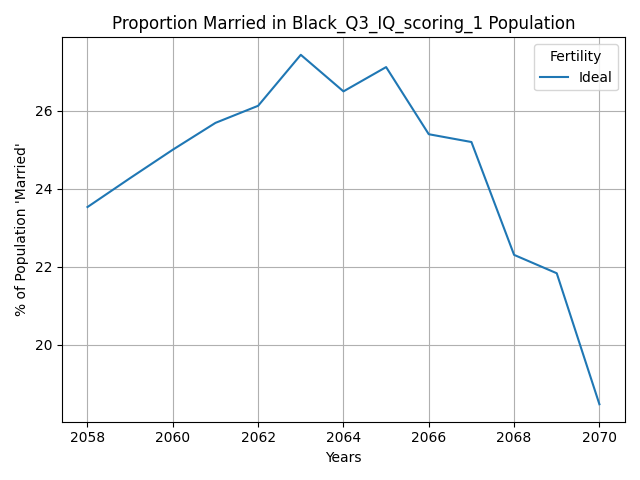 Proportion Married in Black_Q3_IQ_scoring_1 Population
Fertility
Ideal
% of Population 'Married'
26
24
22
20
2058 2060 2062 2064 2066 2068 2070
Years